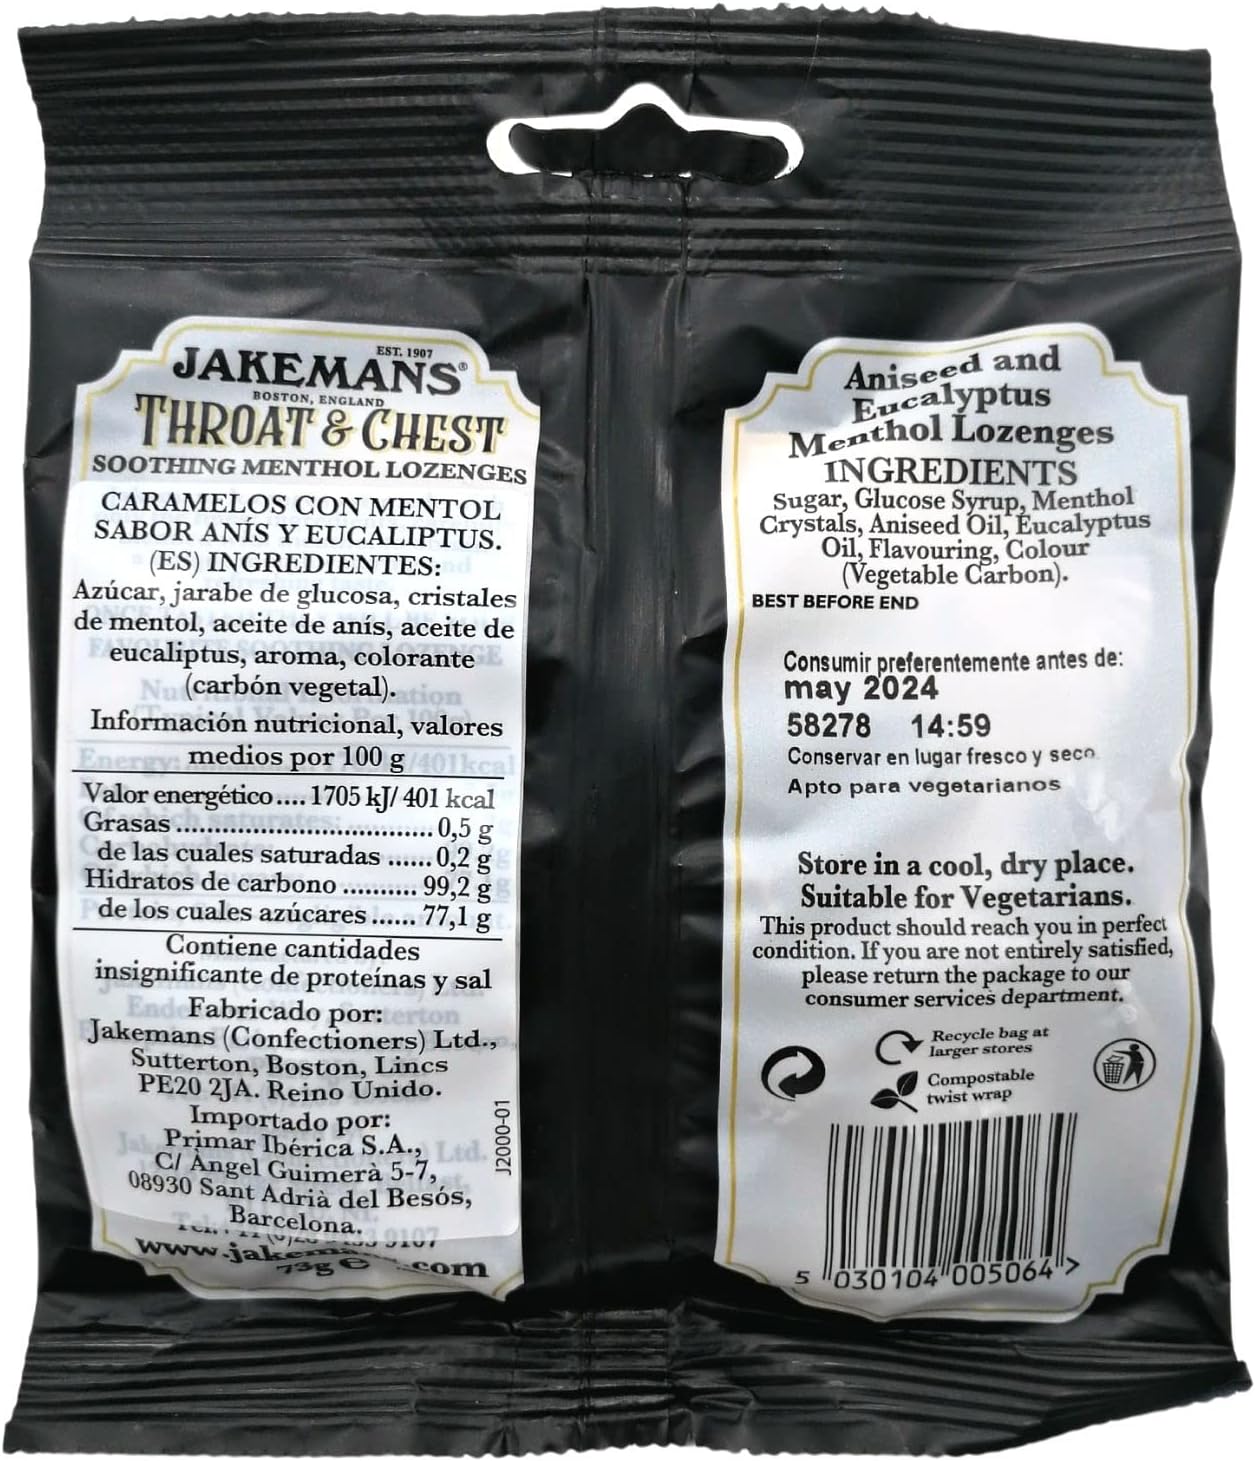 EST. 1907
JAKEMANS®
BOSTON, ENGLAND
THROAT & CHEST
SOOTHING MENTHOL LOZENGES
CARAMELOS CON MENTOL
SABOR ANÍS Y EUCALIPTUS.
(ES) INGREDIENTES:
Azúcar, jarabe de glucosa, cristales
de mentol, aceite de anís, aceite de
eucaliptus, aroma, colorante
(carbón vegetal).
Información nutricional, valores
medios por 100 g
Valor energético.... 1705 kJ/ 401 kcal
Grasas ................................ 0,5 g
de las cuales saturadas ...... 0,2 g
Hidratos de carbono .......... 99,2 g
de los cuales azúcares ...... 77,1 g
Contiene cantidades
insignificante de proteínas y sal
Fabricado por:
Jakemans (Confectioners) Ltd.,
Sutterton, Boston, Lincs
PE20 2JA. Reino Unido.
Importado por:
Primar Ibérica S.A.,
C/ Àngel Guimerà 5-7,
08930 Sant Adrià del Besós,
Barcelona.
J2000-01
9107
www.jakema .com
73g e
Aniseed and
Eucalyptus
Menthol Lozenges
INGREDIENTS
Sugar, Glucose Syrup, Menthol
Crystals, Aniseed Oil, Eucalyptus
Oil, Flavouring, Colour
(Vegetable Carbon).
BEST BEFORE END
Consumir preferentemente antes de:
may 2024
58278 14:59
Conservar en lugar fresco y seco
Apto para vegetarianos
Store in a cool, dry place.
Suitable for Vegetarians.
This product should reach you in perfect
condition. If you are not entirely satisfied,
please return the package to our
consumer services department.
Recycle bag at
larger stores
Compostable
twist wrap
5 030104 005064 >